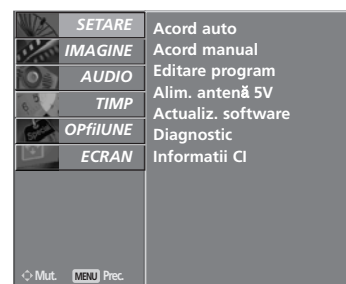 SETARE
IMAGINE
AUDIO
TIMP
OPfiIUNE
ECRAN
Acord auto
Acord manual
Editare program
Alim. antenă 5V
Actualiz. software
Diagnostic
Informatii CI
Mut. MENU Prec.